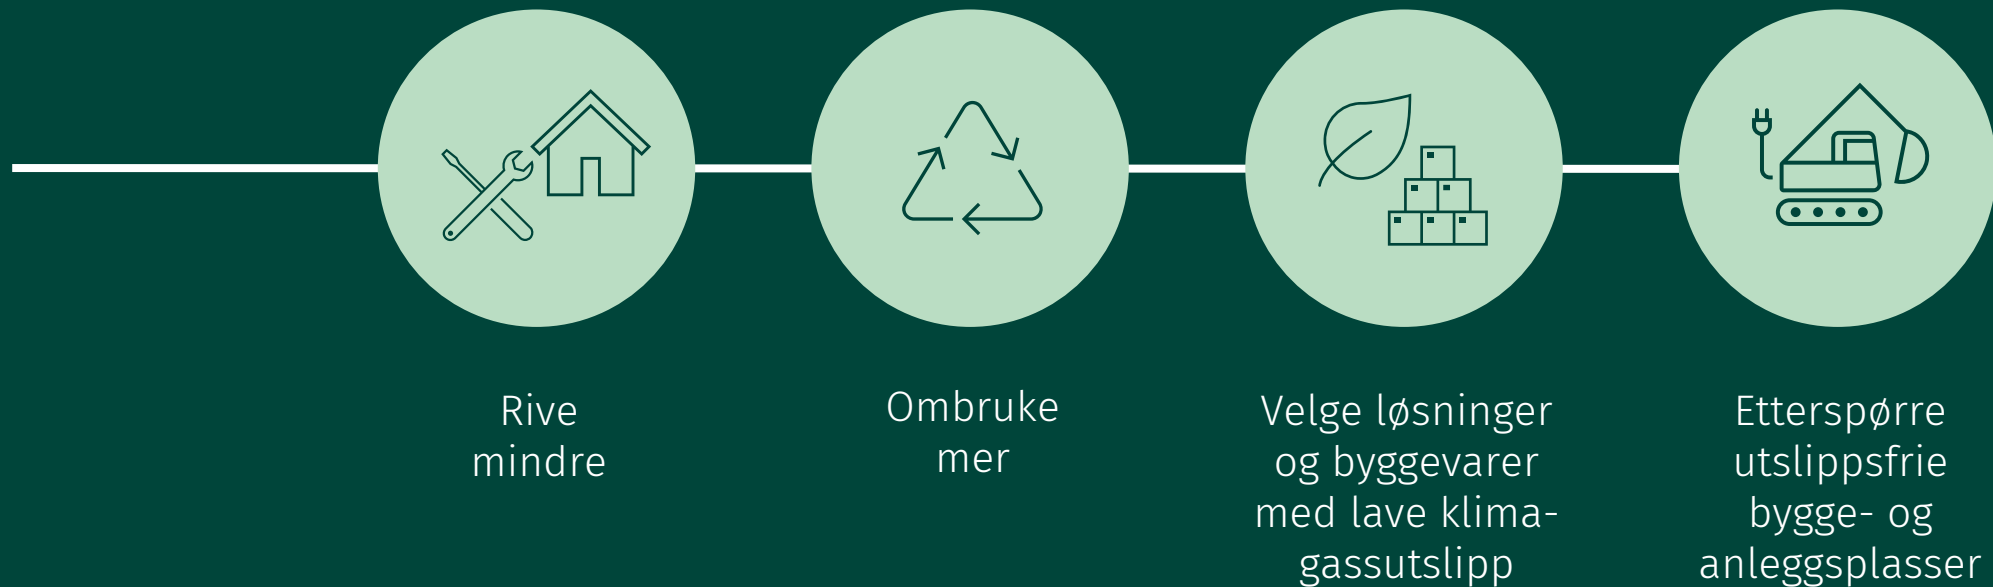 Rive
mindre
Ombruke
mer
Velge løsninger
og byggevarer
med lave klima-
gassutslipp
Etterspørre
utslippsfrie
bygge- og
anleggsplasser